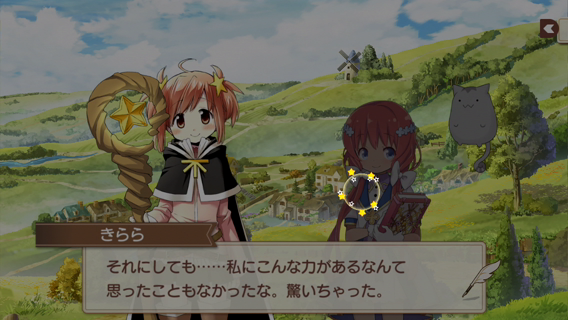 きらら
それにしても……私にこんな力があるなんて
思ったこともなかったな。驚いちゃった。